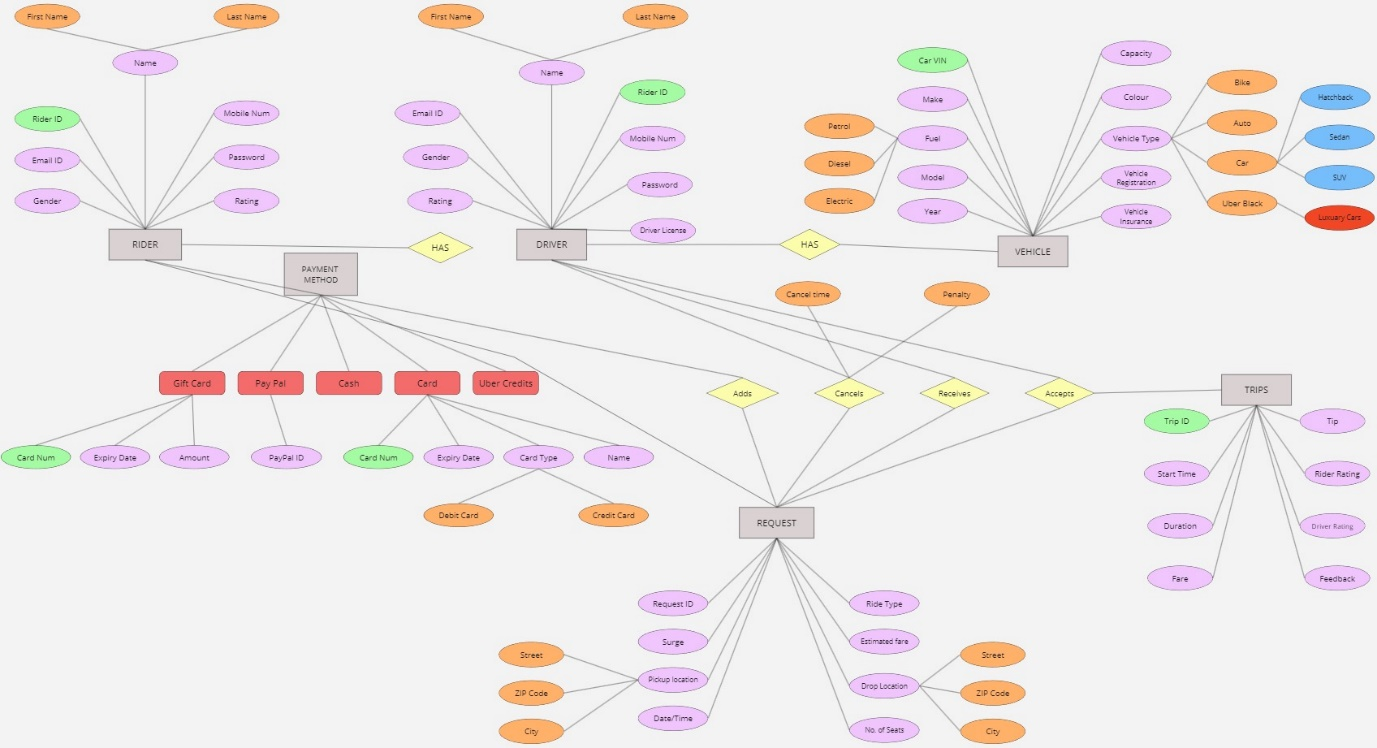 First Name
Last Name
First Name
Last Name
Name
Name
Car VIN
Capacity
Rider ID
Mobile Num
Email ID
Rider ID
Make
Colour
Bike
Hatchback
Email ID
Password
Gender
Mobile Num
Petrol
Fuel
Vehicle Type
Auto
Sedan
Gender
Rating
Rating
Password
Diesel
Model
Vehicle
Registration
Car
SUV
Driver License
Electric
Year
Vehicle
Insurance
Uber Black
Luxuary Cars
RIDER
HAS
DRIVER
HAS
VEHICLE
PAYMENT
METHOD
Cancel time
Penalty
Gift Card
Pay Pal
Cash
Card
Uber Credits
Adds
Cancels
Receives
Accepts
TRIPS
Card Num
Expiry Date
Amount
PayPal ID
Card Num
Expiry Date
Card Type
Name
Trip ID
Tip
Start Time
Rider Rating
Debit Card
Credit Card
REQUEST
Duration
Driver Rating
Fare
Feedback
Request ID
Ride Type
Surge
Estimated fare
Street
Pickup location
Drop Location
Street
ZIP Code
ZIP Code
Date/Time
No. of Seats
City
City